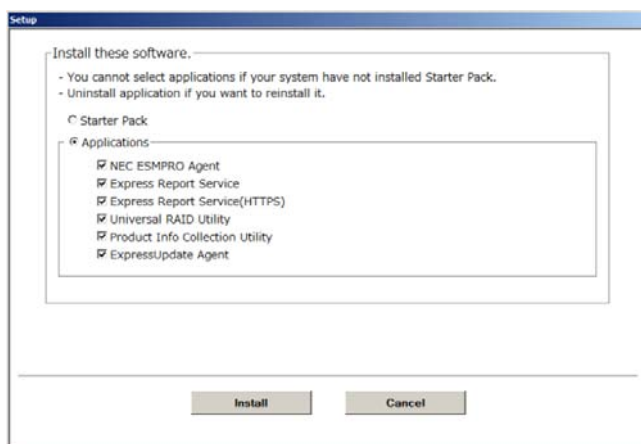 Setup
Install these software.
- You cannot select applications if your system have not installed Starter Pack.
- Uninstall application if you want to reinstall it.
Starter Pack
Applications
NEC ESMPRO Agent
Express Report Service
Express Report Service(HTTPS)
Universal RAID Utility
Product Info Collection Utility
ExpressUpdate Agent
Install
Cancel